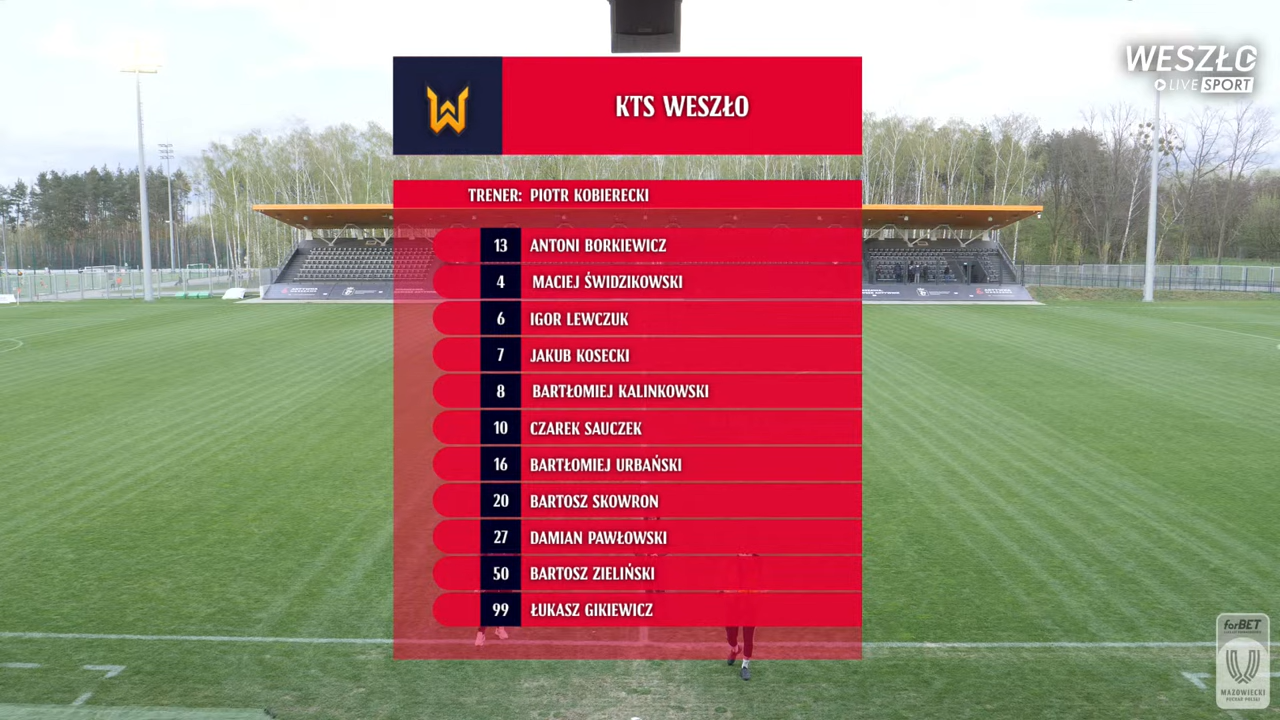 WESZŁO
LIVE SPORT
KTS WESZŁO
TRENER: PIOTR KOBIERECKI
13 ANTONI BORKIEWICZ
4 MACIEJ ŚWIDZIKOWSKI
6 IGOR LEWCZUK
7 JAKUB KOSECKI
8 BARTŁOMIEJ KALINKOWSKI
10 CZAREK SAUCZEK
16 BARTŁOMIEJ URBAŃSKI
20 BARTOSZ SKOWRON
27 DAMIAN PAWŁOWSKI
50 BARTOSZ ZIELIŃSKI
99 ŁUKASZ GIKIEWICZ
forBET
MAZOWIECKI
PUCHAR POLSKI